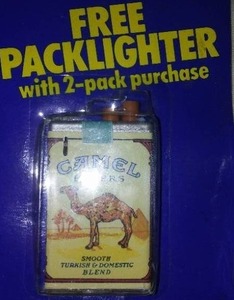 FREE
PACKLIGHTER
with 2-pack purchase
CAMEL
SMOOTH
TURKISH & DOMESTIC
BLEND